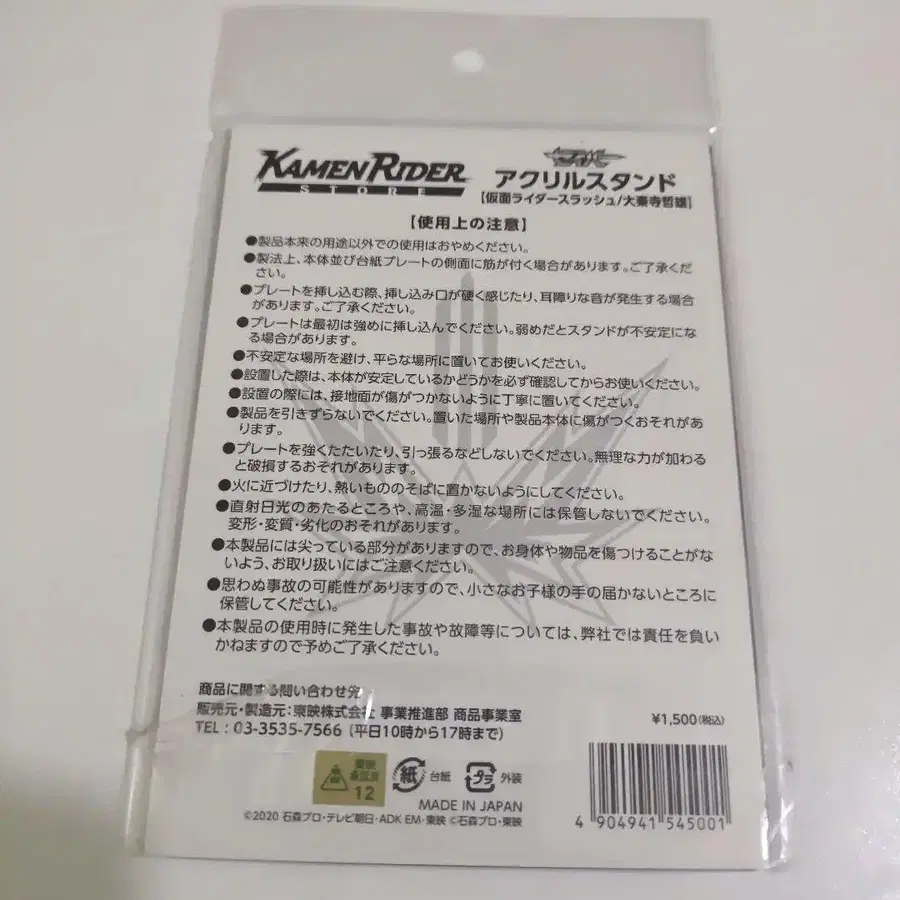 KAMEN RIDER
STORE
アクリルスタンド
【仮面ライダースラッシュ/大秦寺哲雄】
【使用上の注意】
●製品本来の用途以外での使用はおやめください。
●製法上、本体並び台紙プレートの側面に筋が付く場合があります。ご了承くだ
さい。
●プレートを挿し込む際、挿し込み口が硬く感じたり、耳障りな音が発生する場合
があります。ご了承ください。
●プレートは最初は強めに挿し込んでください。弱めだとスタンドが不安定にな
る場合があります。
●不安定な場所を避け、平らな場所に置いてお使いください。
●設置した際は、本体が安定しているかどうかを必ず確認してからお使いください。
●設置の際には、接地面が傷がつかないように丁寧に置いてください。
●製品を引きずらないでください。置いた場所や製品本体に傷がつくおそれがあ
ります。
●プレートを強くたたいたり、引っ張るなどしないでください。無理な力が加わる
と破損するおそれがあります。
●火に近づけたり、熱いもののそばに置かないようにしてください。
●直射日光のあたるところや、高温・多湿な場所には保管しないでください。
変形・変質・劣化のおそれがあります。
●本製品には尖っている部分がありますので、お身体や物品を傷つけることがな
いよう、お取り扱いにはご注意ください。
●思わぬ事故の可能性がありますので、小さなお子様の手の届かないところに
保管してください。
●本製品の使用時に発生した事故や故障等については、弊社では責任を負い
かねますので予めご了承ください。
商品に関する問い合わせ先
販売元・製造元：東映株式会社 事業推進部 商品事業室
TEL：03-3535-7566（平日10時から17時まで）
¥1,500(税込)
東映
承認済
12
紙 台紙
プラ 外装
MADE IN JAPAN
©2020 石森プロ・テレビ朝日・ADK EM・東映 ©石森プロ・東映
4 904941 545001